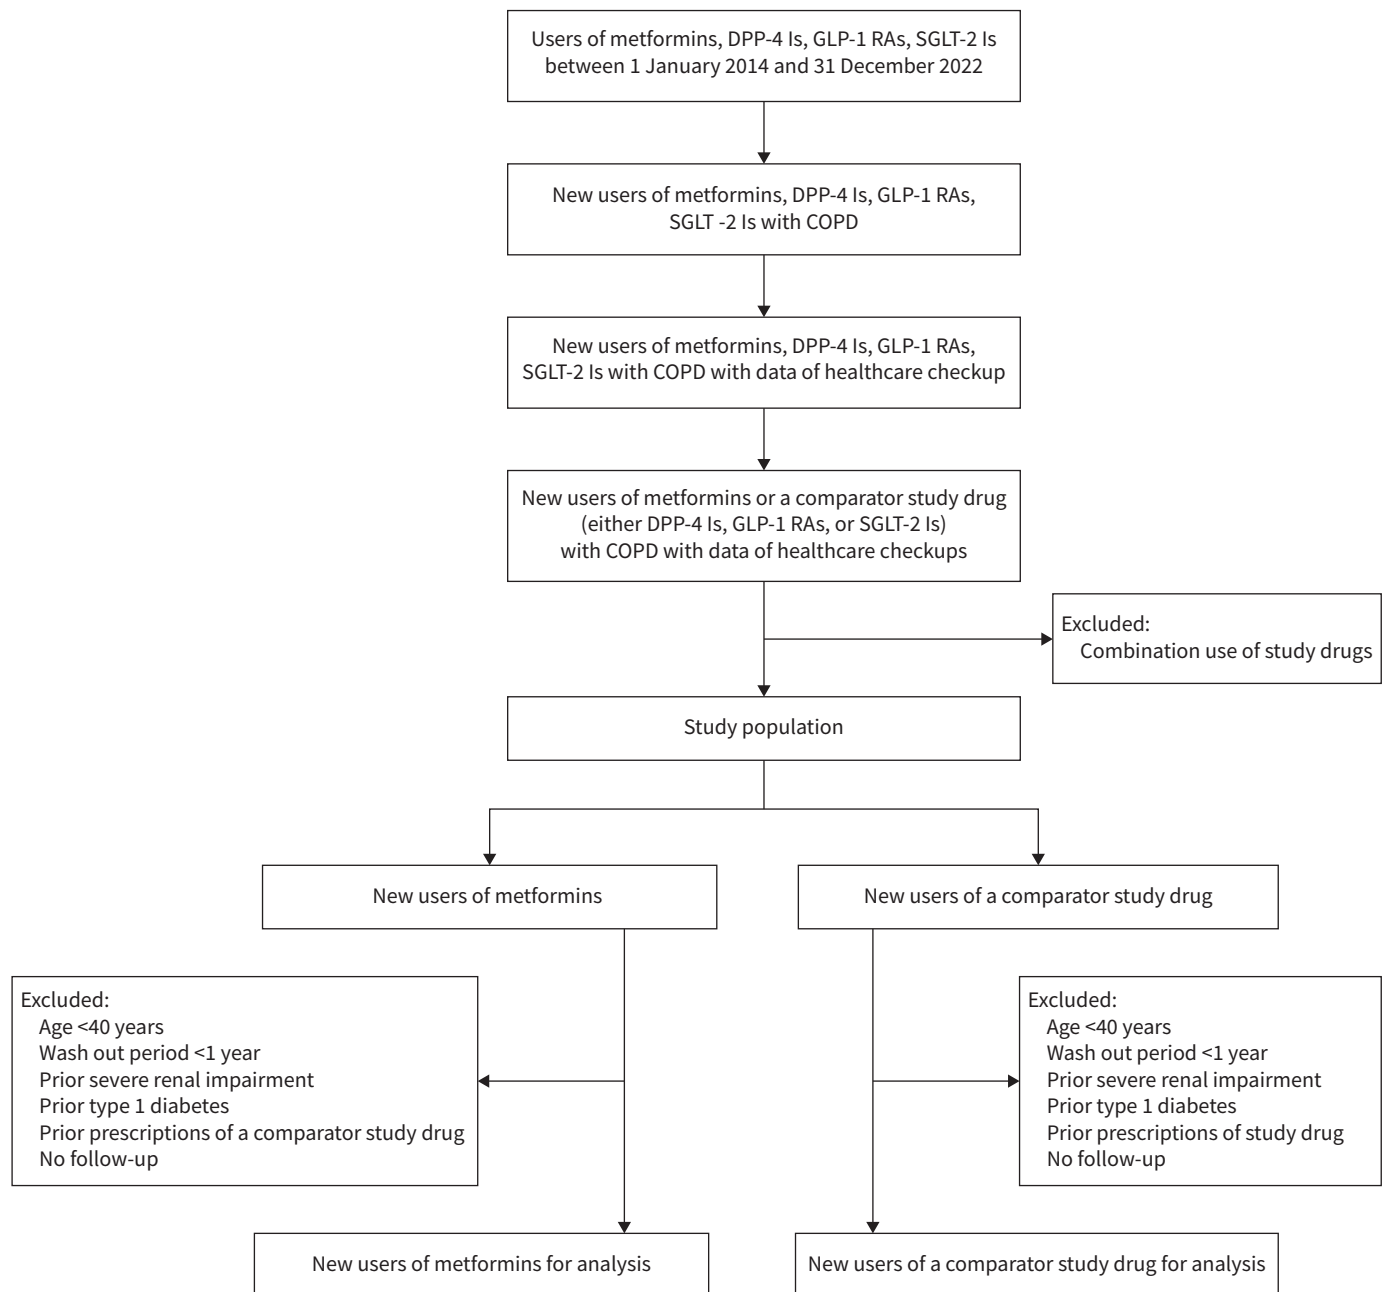 Users of metformins, DPP-4 Is, GLP-1 RAs, SGLT-2 Is
between 1 January 2014 and 31 December 2022
New users of metformins, DPP-4 Is, GLP-1 RAs,
SGLT -2 Is with COPD
New users of metformins, DPP-4 Is, GLP-1 RAs,
SGLT-2 Is with COPD with data of healthcare checkup
New users of metformins or a comparator study drug
(either DPP-4 Is, GLP-1 RAs, or SGLT-2 Is)
with COPD with data of healthcare checkups
Excluded:
Combination use of study drugs
Study population
New users of metformins
New users of a comparator study drug
Excluded:
Age <40 years
Wash out period <1 year
Prior severe renal impairment
Prior type 1 diabetes
Prior prescriptions of a comparator study drug
No follow-up
Excluded:
Age <40 years
Wash out period <1 year
Prior severe renal impairment
Prior type 1 diabetes
Prior prescriptions of study drug
No follow-up
New users of metformins for analysis
New users of a comparator study drug for analysis